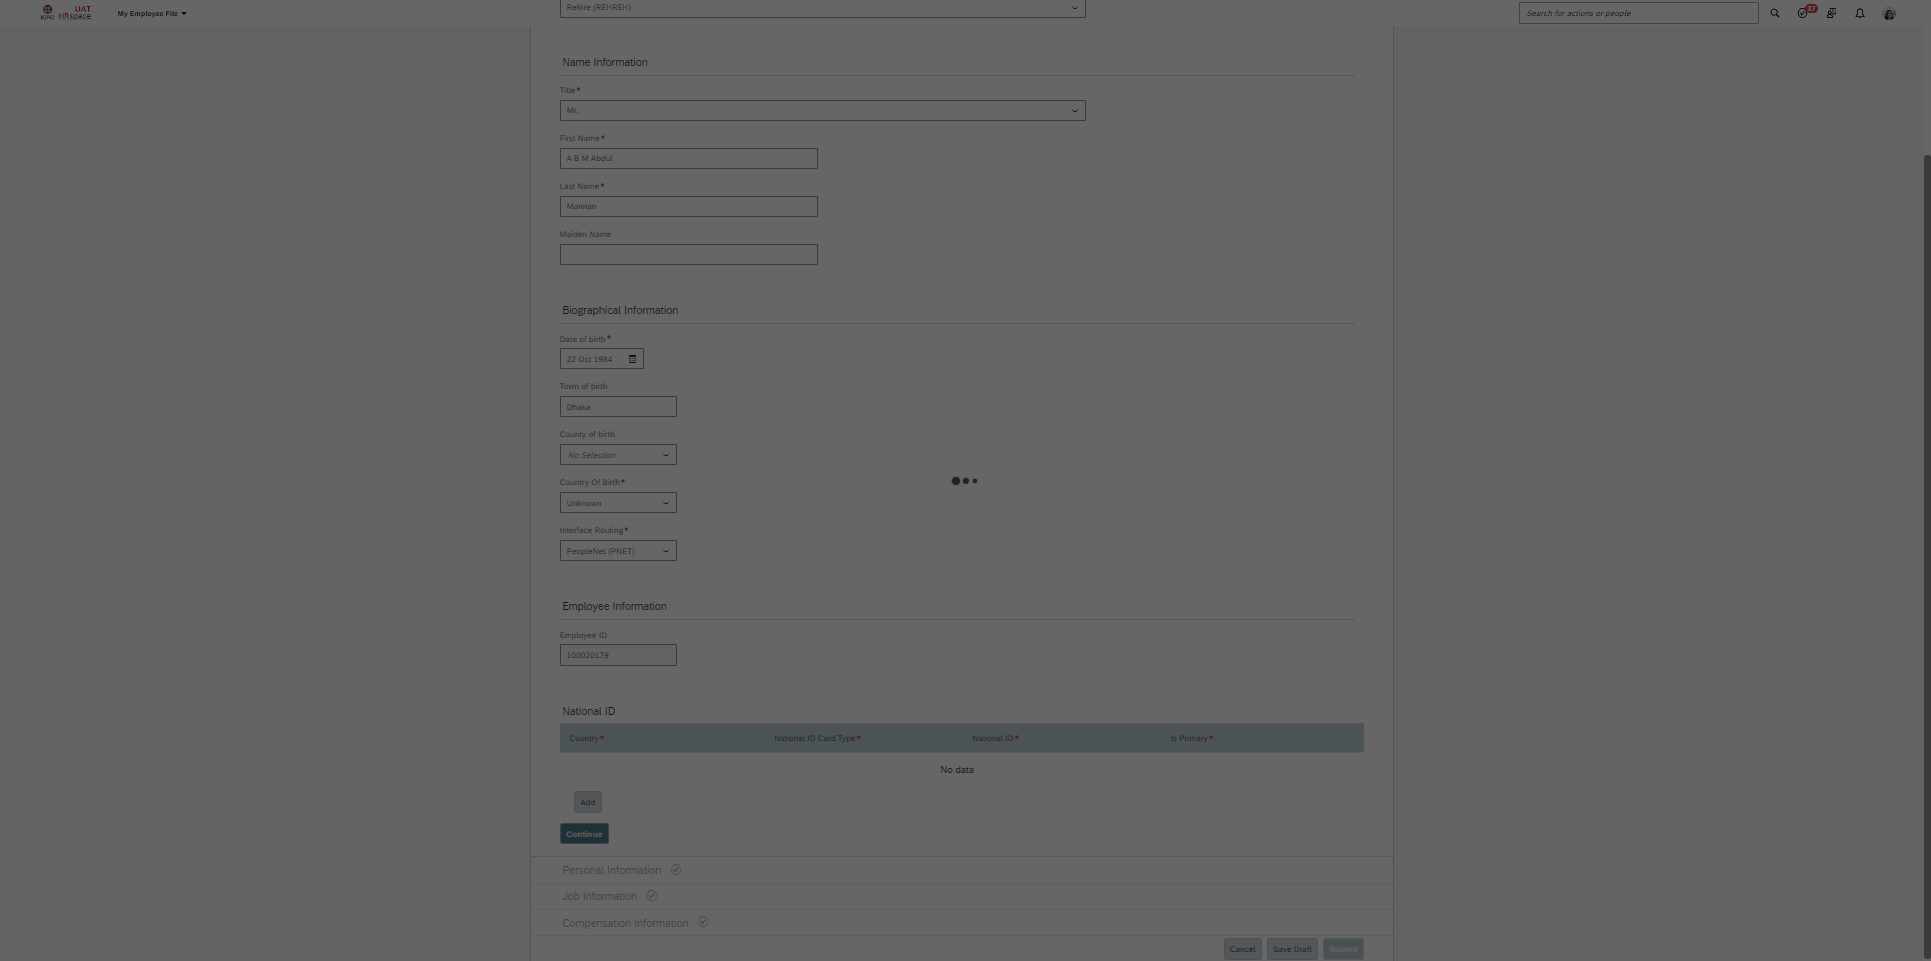 UAT
ICRC HRspace
My Employee File
Rehire (REHREH)
Search for actions or people
37
Name Information
Title*
Mr.
First Name*
A B M Abdul
Last Name*
Mannan
Maiden Name
Biographical Information
Date of birth*
22 Oct 1984
Town of birth
Dhaka
County of birth
No Selection
Country Of Birth*
Unknown
Interface Routing*
PeopleNet (PNET)
Employee Information
Employee ID
100020179
National ID
Country* National ID Card Type* National ID* Is Primary*
No data
Add
Continue
Personal Information
Job Information
Compensation Information
Cancel Save Draft Submit